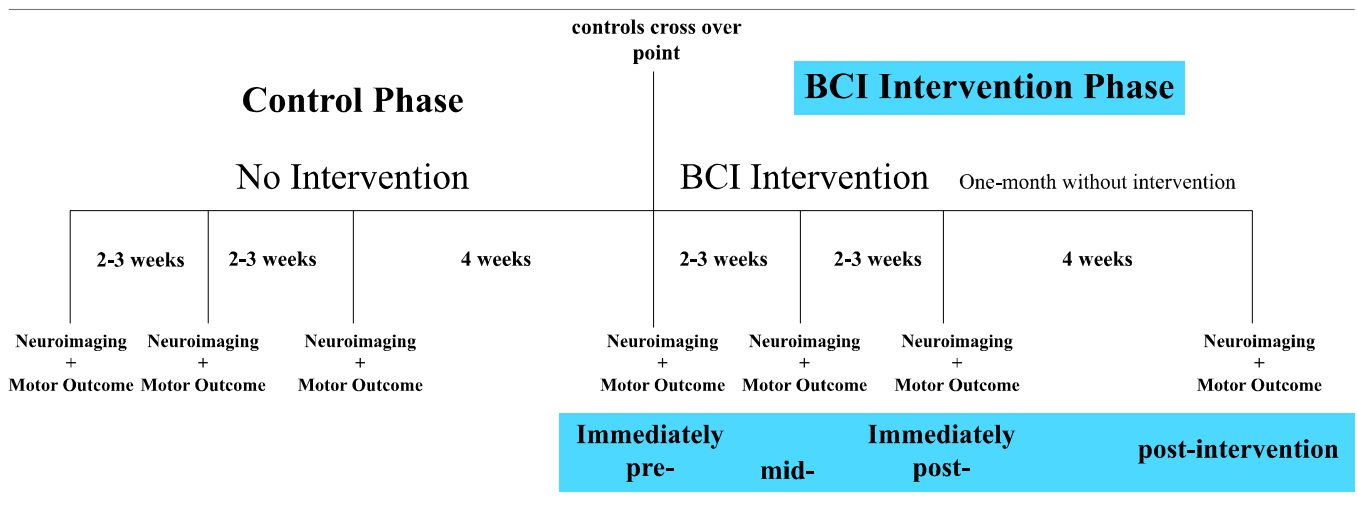 controls cross over
point
Control Phase
BCI Intervention Phase
No Intervention
BCI Intervention
One-month without intervention
2-3 weeks
2-3 weeks
4 weeks
2-3 weeks
2-3 weeks
4 weeks
Neuroimaging
+
Motor Outcome
Neuroimaging
+
Motor Outcome
Neuroimaging
+
Motor Outcome
Neuroimaging
+
Motor Outcome
Neuroimaging
+
Motor Outcome
Neuroimaging
+
Motor Outcome
Neuroimaging
+
Motor Outcome
Immediately
pre-
mid-
Immediately
post-
post-intervention